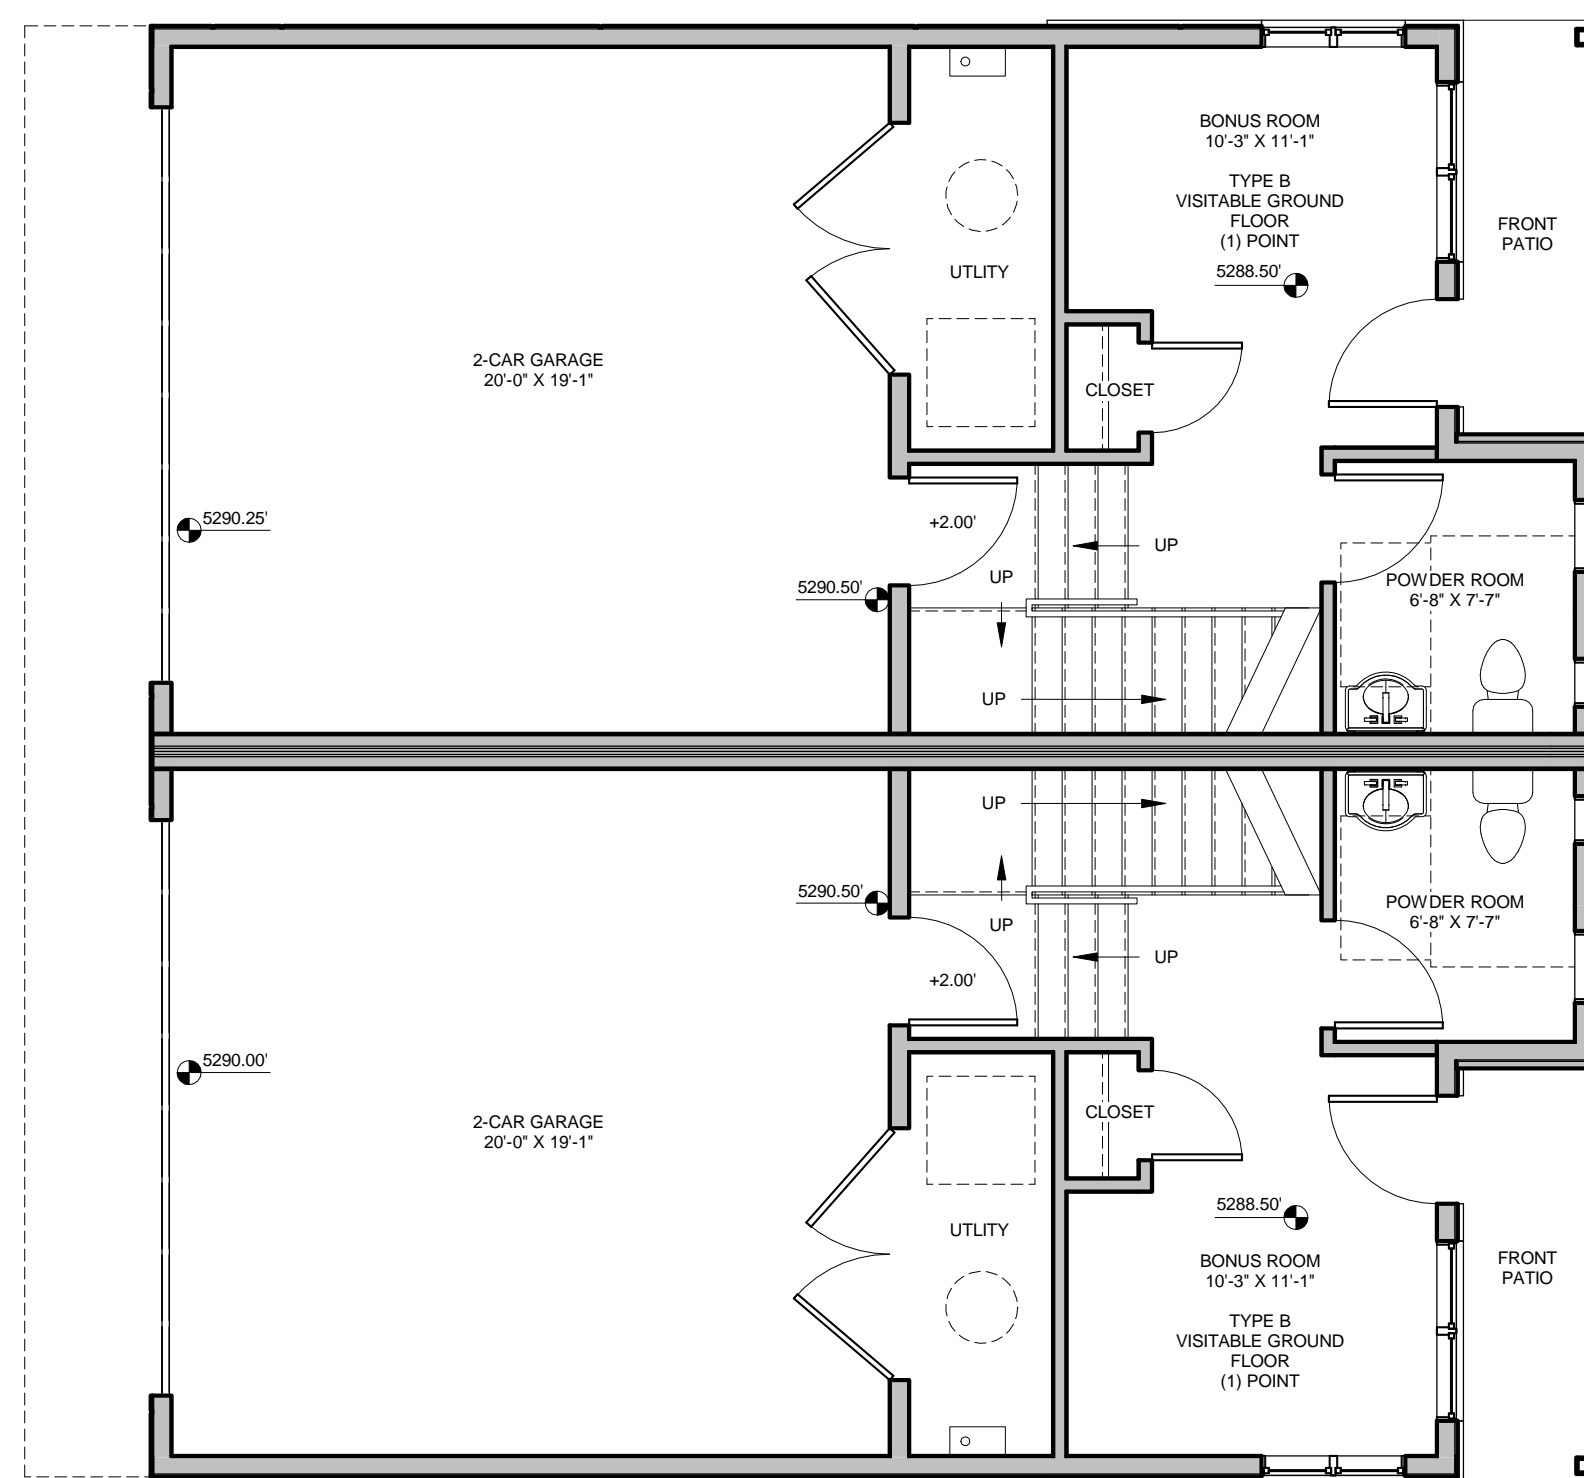 BONUS ROOM
10'-3" X 11'-1"
TYPE B
VISITABLE GROUND
FLOOR
(1) POINT
5288.50'
FRONT
PATIO
UTLITY
2-CAR GARAGE
20'-0" X 19'-1"
CLOSET
5290.25'
+2.00'
UP
UP
5290.50'
POWDER ROOM
6'-8" X 7'-7"
UP
UP
5290.50'
POWDER ROOM
6'-8" X 7'-7"
UP
UP
+2.00'
5290.00'
2-CAR GARAGE
20'-0" X 19'-1"
CLOSET
5288.50'
UTLITY
BONUS ROOM
10'-3" X 11'-1"
TYPE B
VISITABLE GROUND
FLOOR
(1) POINT
FRONT
PATIO